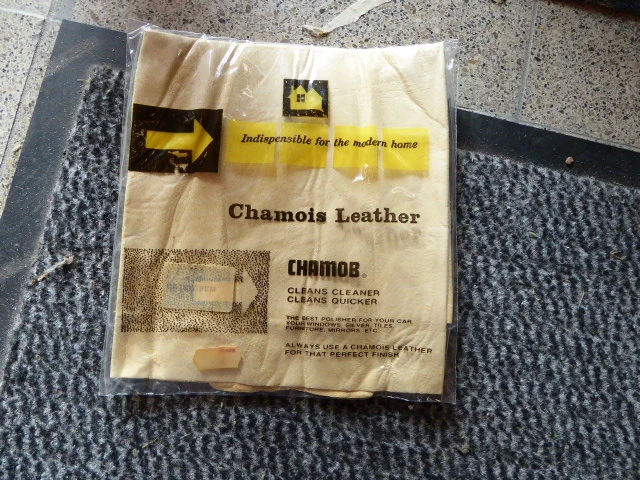 Indispensible for the modern home
Chamois Leather
CHAMOB®
CLEANS CLEANER
CLEANS QUICKER
THE BEST POLISHER FOR YOUR CAR,
YOUR WINDOWS, SILVER, TILES,
FURNITURE, MIRRORS, ETC.
ALWAYS USE A CHAMOIS LEATHER
FOR THAT PERFECT FINISH